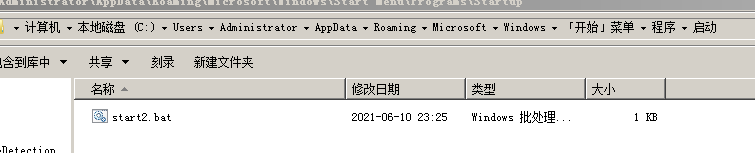 Administrator\AppData\Roaming\Microsoft\Windows\Start Menu\Programs\Startup
计算机 本地磁盘 (C:) Users Administrator AppData Roaming Microsoft Windows 「开始」菜单 程序 启动
包含到库中 共享 刻录 新建文件夹
名称 修改日期 类型 大小
start2.bat 2021-06-10 23:25 Windows 批处理... 1 KB
eDetection